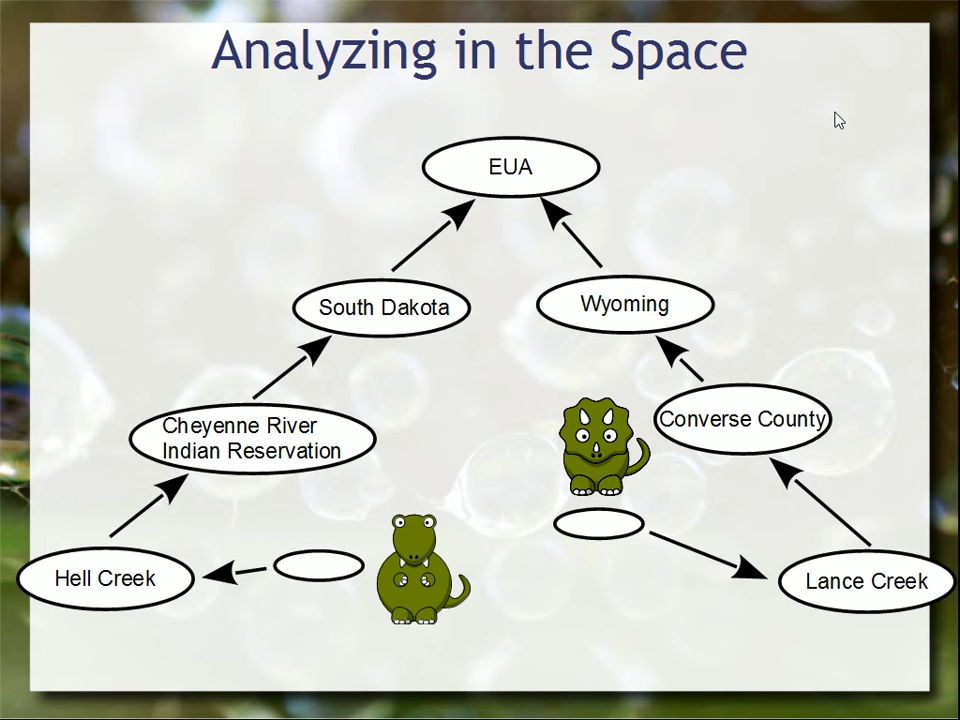 Analyzing in the Space
EUA
South Dakota
Wyoming
Cheyenne River
Indian Reservation
Converse County
Hell Creek
Lance Creek